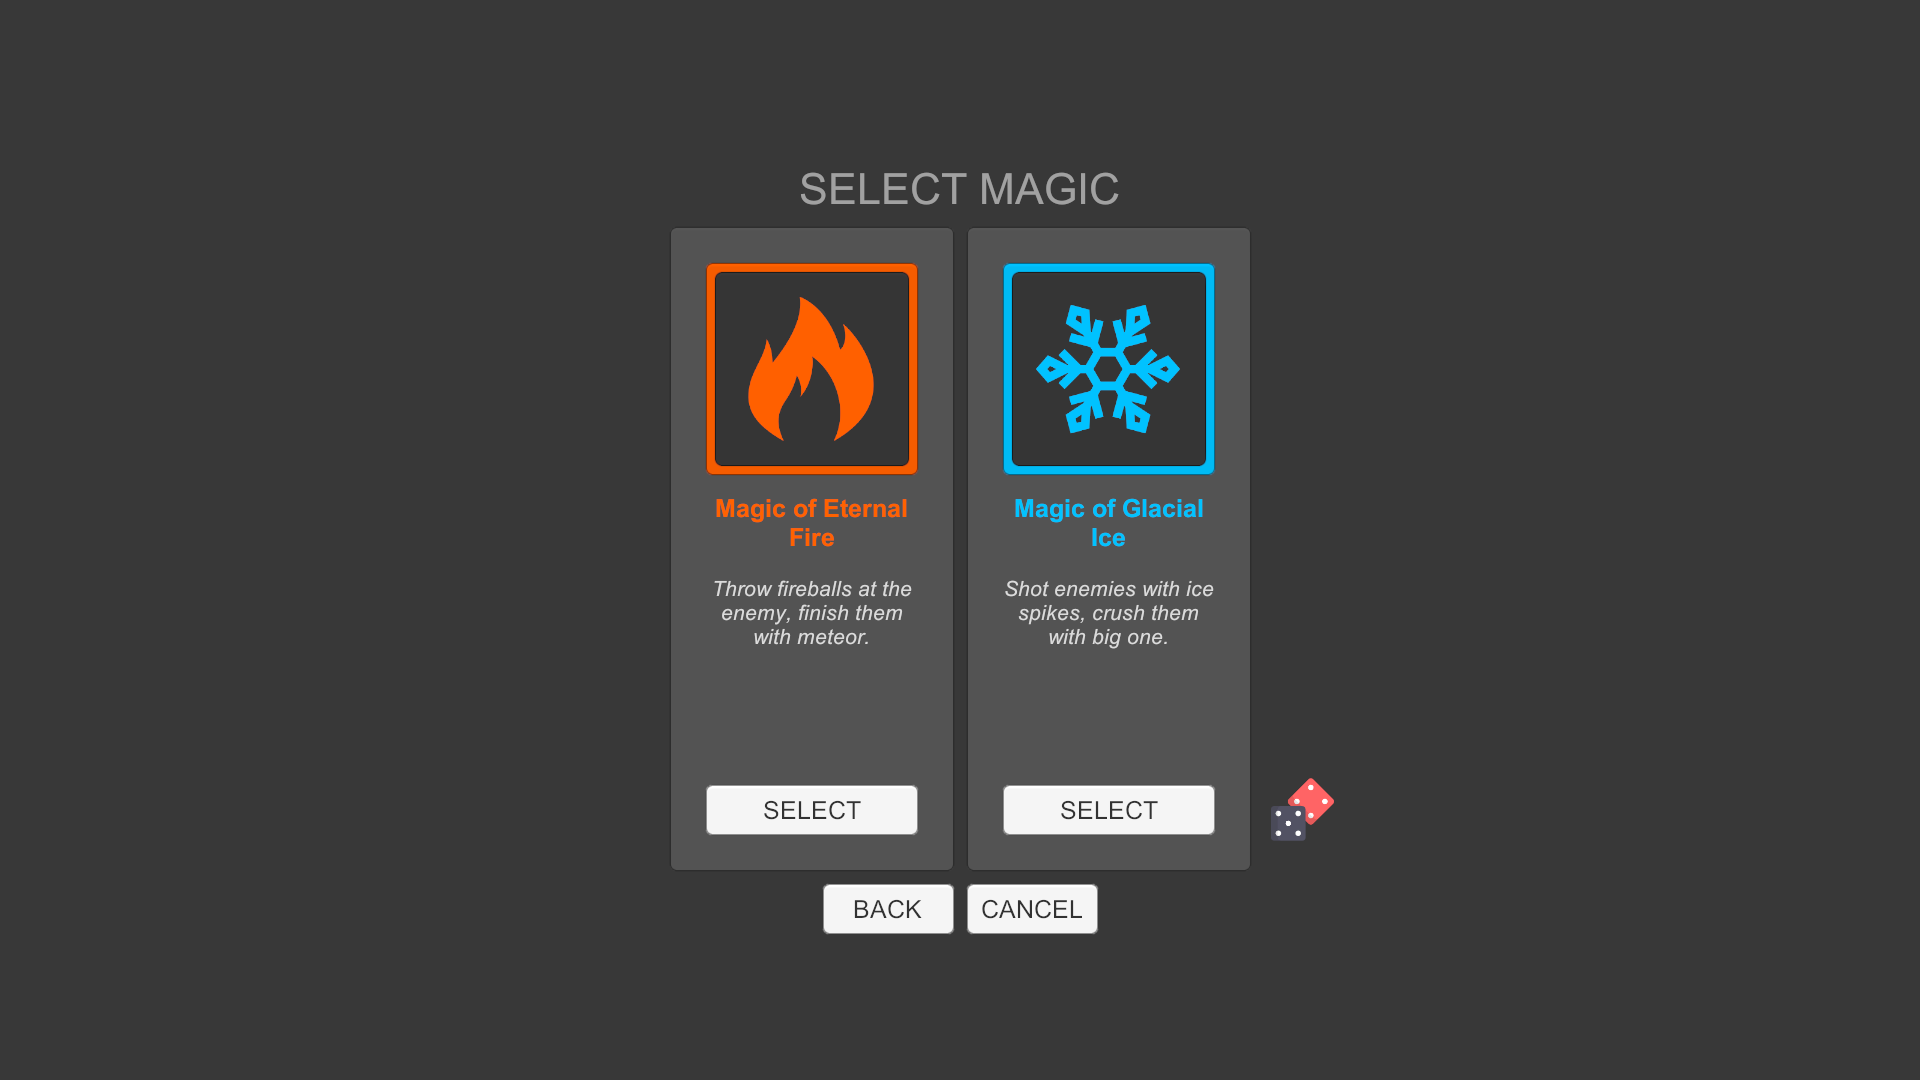 SELECT MAGIC
Magic of Eternal
Fire
Throw fireballs at the
enemy, finish them
with meteor.
SELECT
Magic of Glacial
Ice
Shot enemies with ice
spikes, crush them
with big one.
SELECT
BACK
CANCEL